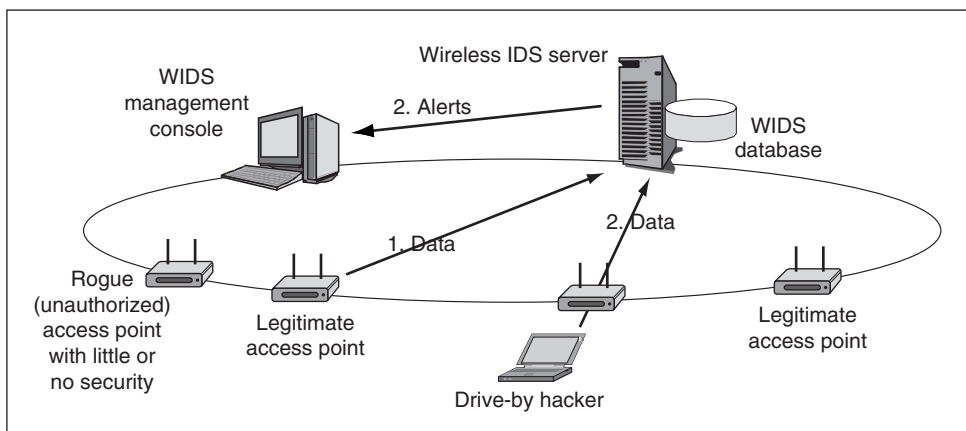 Wireless IDS server
WIDS
management
console
2. Alerts
WIDS
database
1. Data
2. Data
Rogue
(unauthorized)
access point
with little or
no security
Legitimate
access point
Legitimate
access point
Drive-by hacker